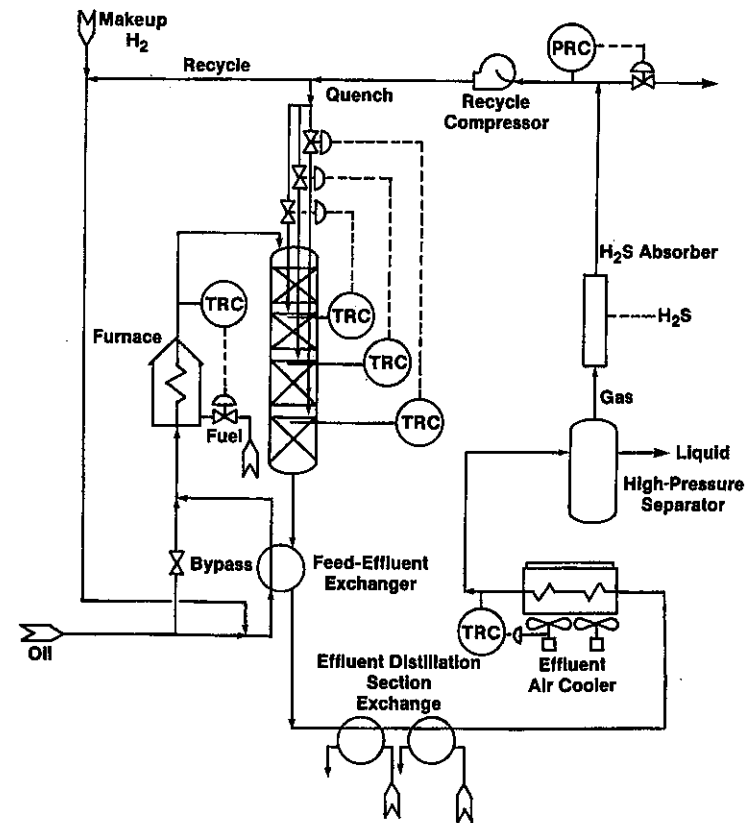 Makeup
H2
Recycle
Quench
Recycle
Compressor
PRC
H2S Absorber
H2S
TRC
TRC
TRC
TRC
Furnace
Fuel
Gas
Liquid
High-Pressure
Separator
Bypass
Feed-Effluent
Exchanger
TRC
Effluent
Air Cooler
Oil
Effluent Distillation
Section
Exchange